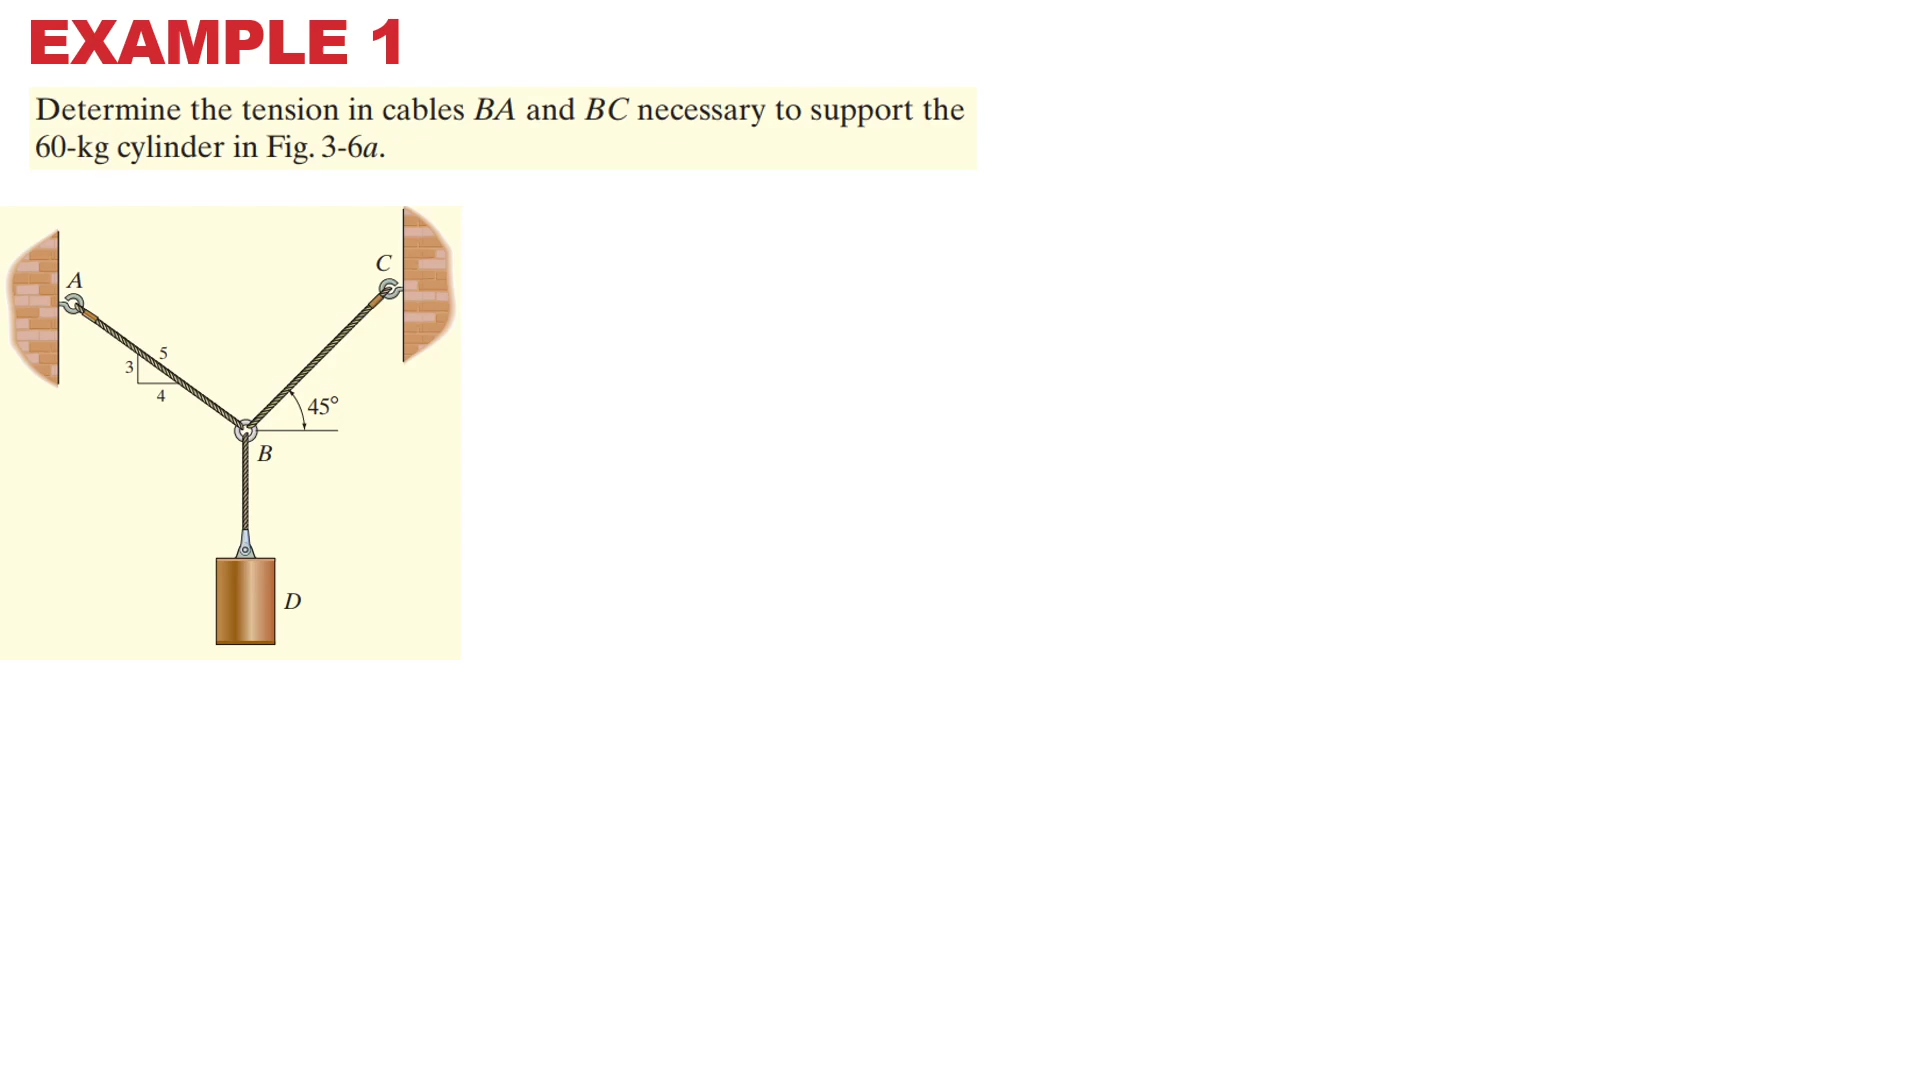 EXAMPLE 1
Determine the tension in cables BA and BC necessary to support the
60-kg cylinder in Fig. 3-6a.
C
A
5
3
4
45°
B
D